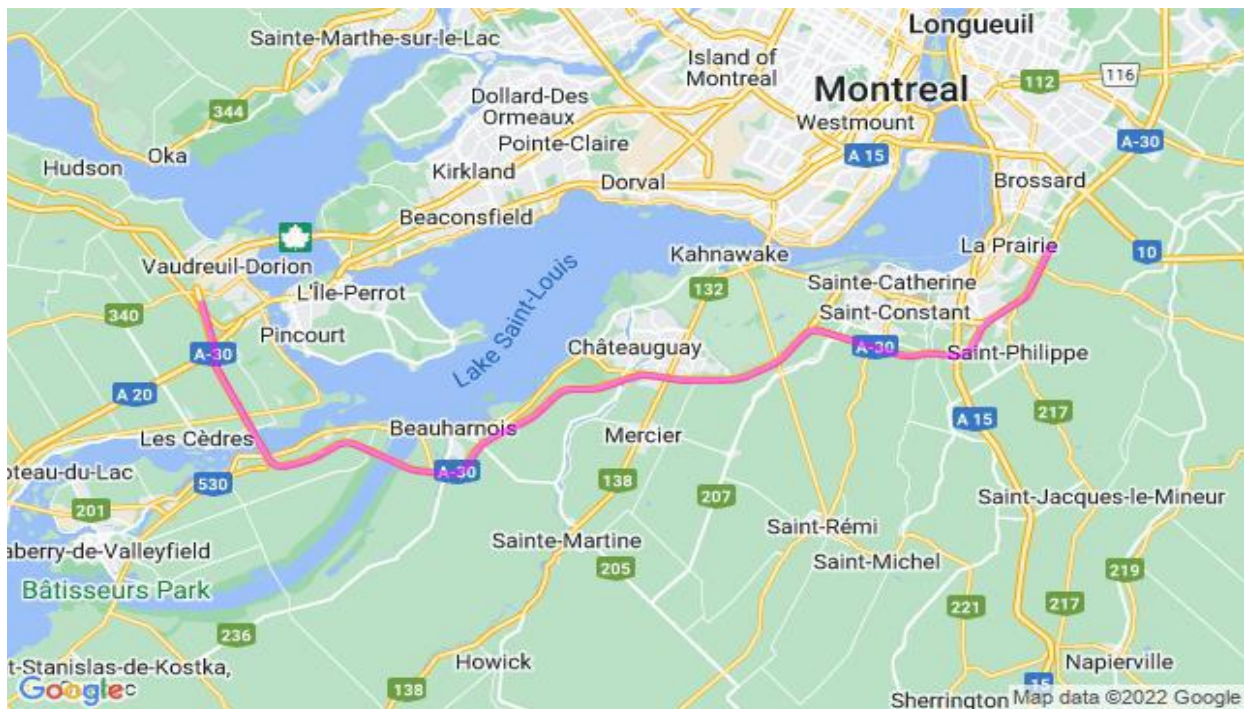 Longueuil
Sainte-Marthe-sur-le-Lac
Island of
Montreal
112
116
Dollard-Des
Ormeaux
Montreal
344
Westmount
Pointe-Claire
A-30
Hudson
Oka
A 15
Kirkland
Dorval
Brossard
Beaconsfield
Vaudreuil-Dorion
Kahnawake
La Prairie
10
L'Île-Perrot
132
Sainte-Catherine
340
Saint-Constant
Pincourt
Lake Saint-Louis
Châteauguay
A-30
A-30
Saint-Philippe
A 20
Beauharnois
A 15
217
Les Cèdres
Mercier
oteau-du-Lac
A-30
530
138
207
Saint-Jacques-le-Mineur
201
Saint-Rémi
aberry-de-Valleyfield
Sainte-Martine
Saint-Michel
205
219
Bâtisseurs Park
221
217
236
t-Stanislas-de-Kostka,
Howick
Napierville
Google
c
138
15
Sherrington
Map data ©2022 Google